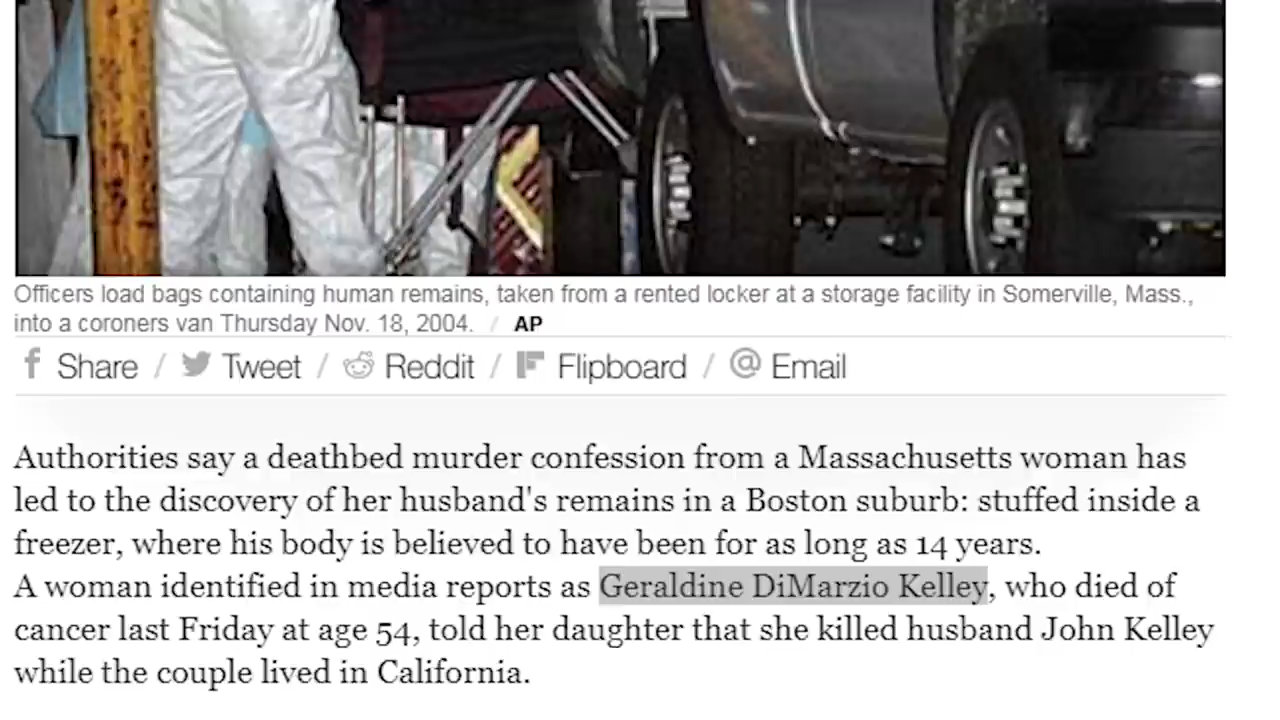 Officers load bags containing human remains, taken from a rented locker at a storage facility in Somerville, Mass.,
into a coroners van Thursday Nov. 18, 2004. / AP
Share / Tweet / Reddit / Flipboard / @ Email
Authorities say a deathbed murder confession from a Massachusetts woman has
led to the discovery of her husband's remains in a Boston suburb: stuffed inside a
freezer, where his body is believed to have been for as long as 14 years.
A woman identified in media reports as Geraldine DiMarzio Kelley, who died of
cancer last Friday at age 54, told her daughter that she killed husband John Kelley
while the couple lived in California.